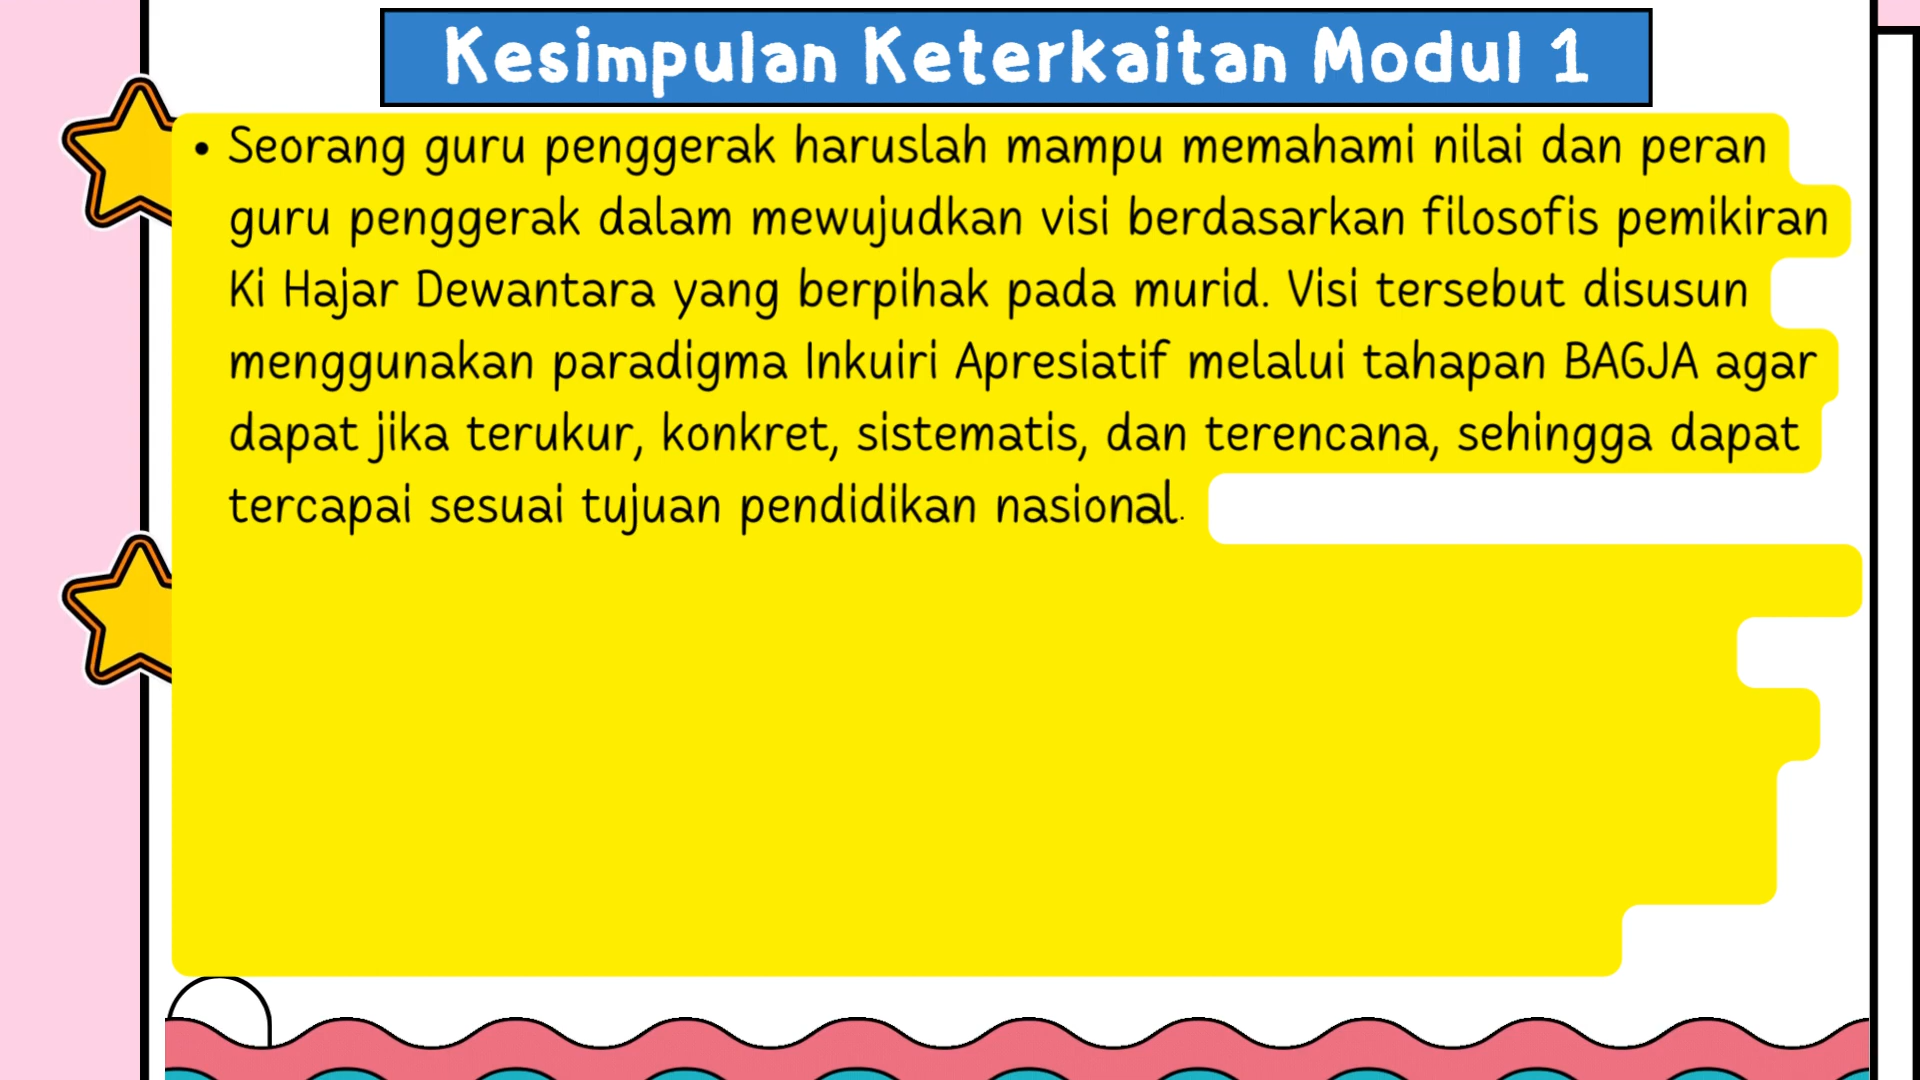 Kesimpulan Keterkaitan Modul 1
• Seorang guru penggerak haruslah mampu memahami nilai dan peran
guru penggerak dalam mewujudkan visi berdasarkan filosofis pemikiran
Ki Hajar Dewantara yang berpihak pada murid. Visi tersebut disusun
menggunakan paradigma Inkuiri Apresiatif melalui tahapan BAGJA agar
dapat jika terukur, konkret, sistematis, dan terencana, sehingga dapat
tercapai sesuai tujuan pendidikan nasional.